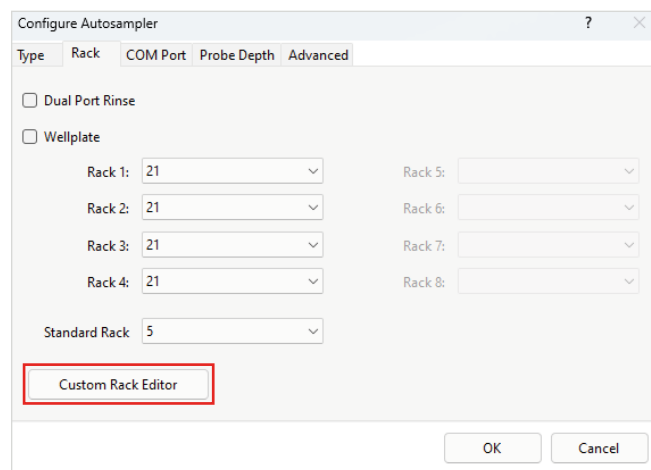 Configure Autosampler ?
Type Rack COM Port Probe Depth Advanced
Dual Port Rinse
Wellplate
Rack 1: 21 Rack 5:
Rack 2: 21 Rack 6:
Rack 3: 21 Rack 7:
Rack 4: 21 Rack 8:
Standard Rack 5
Custom Rack Editor
OK Cancel